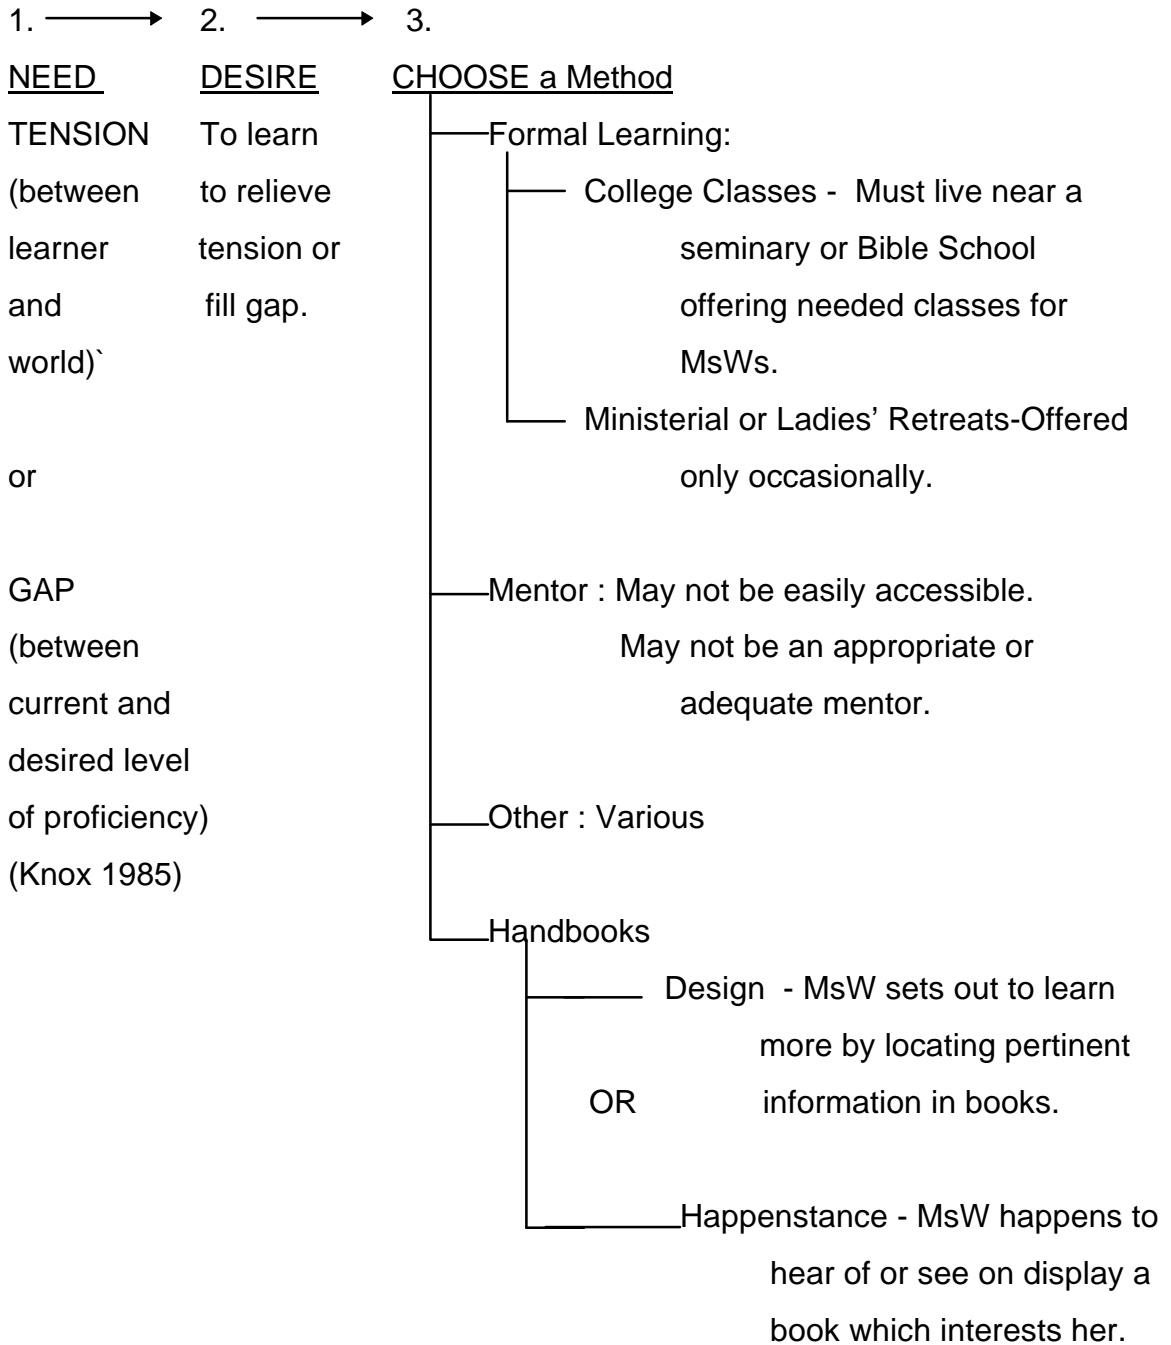 1. 2. 3.
NEED DESIRE CHOOSE a Method
TENSION To learn Formal Learning:
(between to relieve College Classes - Must live near a
learner tension or seminary or Bible School
and fill gap. offering needed classes for
world)` MsWs.
Ministerial or Ladies’ Retreats-Offered
or only occasionally.
GAP Mentor : May not be easily accessible.
(between May not be an appropriate or
current and adequate mentor.
desired level
of proficiency) Other : Various
(Knox 1985)
Handbooks
Design - MsW sets out to learn
more by locating pertinent
OR information in books.
Happenstance - MsW happens to
hear of or see on display a
book which interests her.